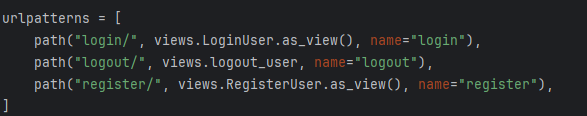 urlpatterns = [
    path("login/", views.LoginUser.as_view(), name="login"),
    path("logout/", views.logout_user, name="logout"),
    path("register/", views.RegisterUser.as_view(), name="register"),
]